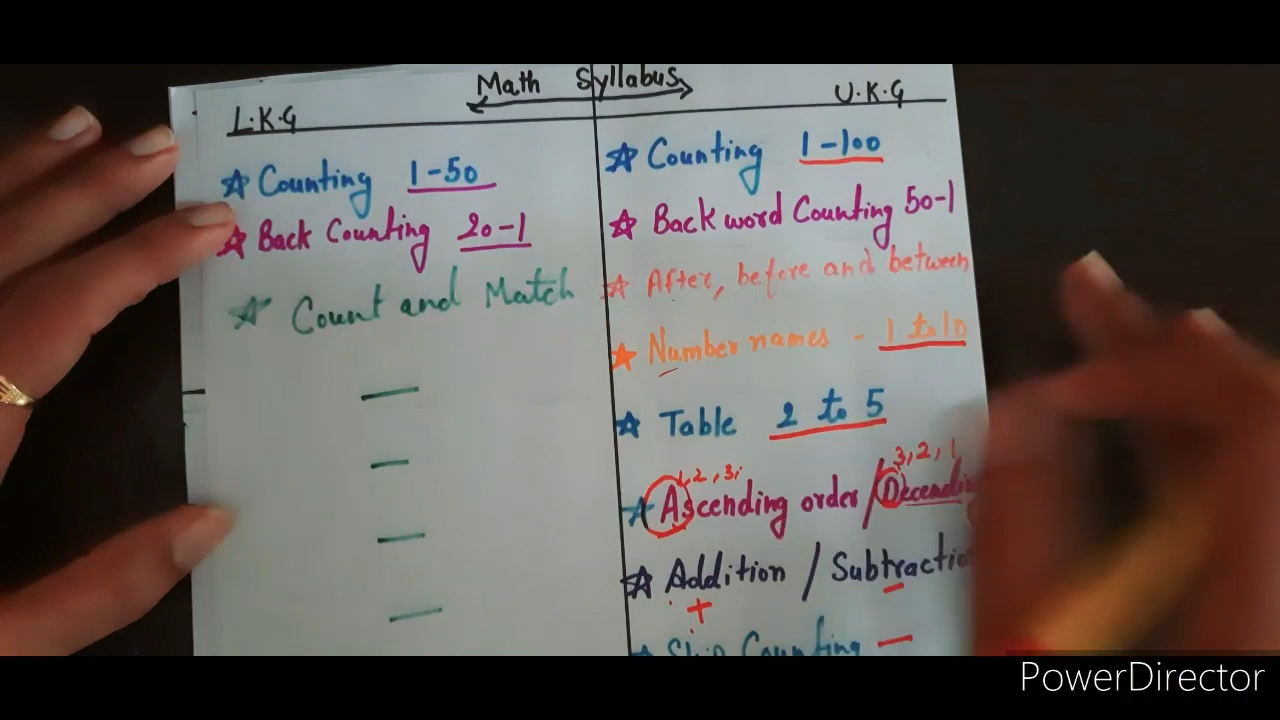 Math Syllabus
L.K.G
☆ Counting 1-50
☆ Back Counting 20-1
☆ Count and Match
U.K.G
☆ Counting 1-100
☆ Back word Counting 50-1
☆ After, before and between
☆ Number names - 1 to 10
☆ Table 2 to 5
1, 2, 3, 3, 2, 1
☆ Ascending order / Decending
☆ Addition / Subtraction
+ -
☆ Skip Counting -
PowerDirector